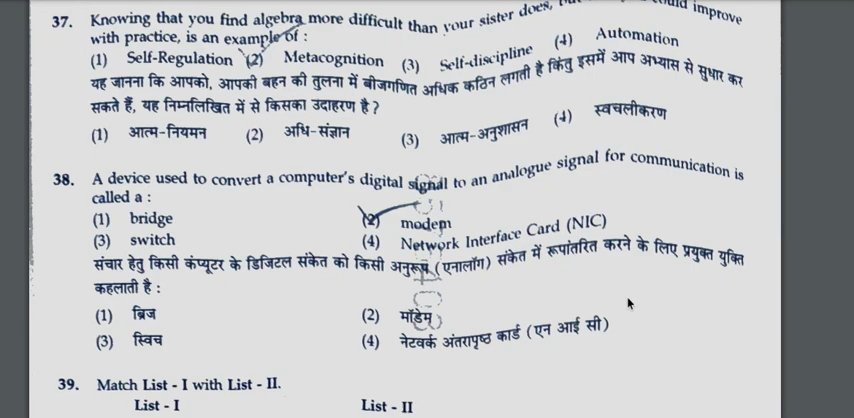 37. Knowing that you find algebra more difficult than your sister does, could improve
with practice, is an example of :
(1) Self-Regulation (2) Metacognition (3) Self-discipline (4) Automation
यह जानना कि आपको, आपकी बहन की तुलना में बीजगणित अधिक कठिन लगती है किंतु इसमें आप अभ्यास से सुधार कर
सकते हैं, यह निम्नलिखित में से किसका उदाहरण है ?
(1) आत्म-नियमन (2) अधि-संज्ञान (3) आत्म-अनुशासन (4) स्वचलीकरण
38. A device used to convert a computer's digital signal to an analogue signal for communication is
called a :
(1) bridge (2) modem
(3) switch (4) Network Interface Card (NIC)
संचार हेतु किसी कंप्यूटर के डिजिटल संकेत को किसी अनुरूप (एनालॉग) संकेत में रूपांतरित करने के लिए प्रयुक्त युक्ति
कहलाती है :
(1) ब्रिज (2) मॉडेम
(3) स्विच (4) नेटवर्क अंतरापृष्ठ कार्ड (एन आई सी)
39. Match List - I with List - II.
List - I List - II